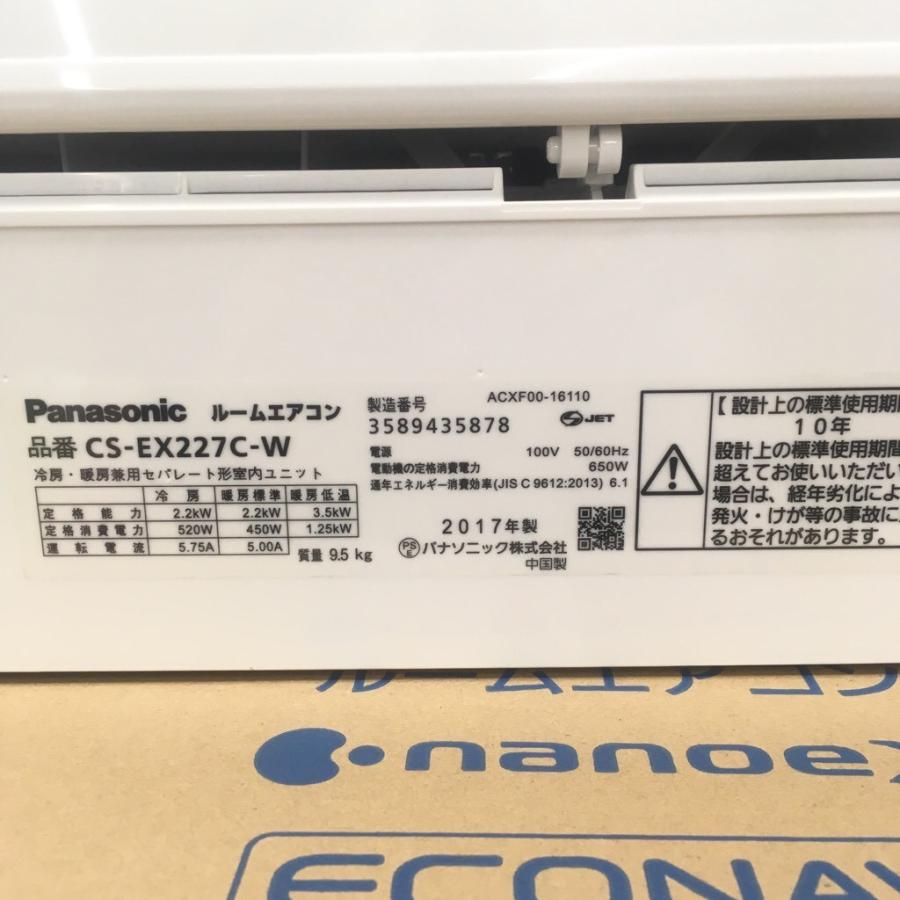 Panasonic ルームエアコン
品番 CS-EX227C-W
冷房・暖房兼用セパレート形室内ユニット
冷 房 暖房標準 暖房低温
定 格 能 力 2.2kW 2.2kW 3.5kW
定格消費電力 520W 450W 1.25kW
運 転 電 流 5.75A 5.00A
質量 9.5 kg
ACXF00-16110
製造番号
3589435878
JET
電源 100V 50/60Hz
電動機の定格消費電力 650W
通年エネルギー消費効率(JIS C 9612:2013) 6.1
2017年製
PSE パナソニック株式会社
中国製
【 設計上の標準使用期間
10年
設計上の標準使用期間
超えてお使いいただい
場合は、経年劣化によ
発火・けが等の事故に
るおそれがあります。
ルームエアコン
nanoe
ECONAV